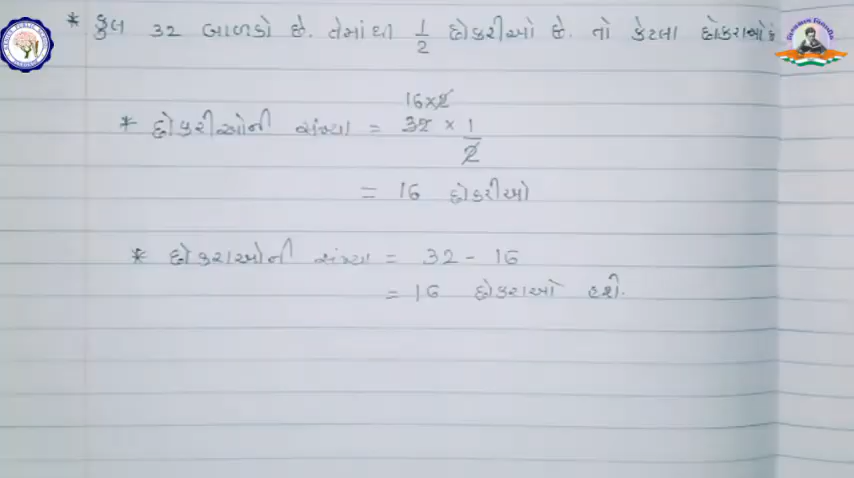 * કુલ 32 બાળકો છે. તેમાંથી 1/2 છોકરીઓ છે. તો કેટલા છોકરાઓ
16×2
* છોકરીઓની સંખ્યા = 32 × 1/2
= 16 છોકરીઓ
* છોકરાઓની સંખ્યા = 32 - 16
= 16 છોકરાઓ હશે.